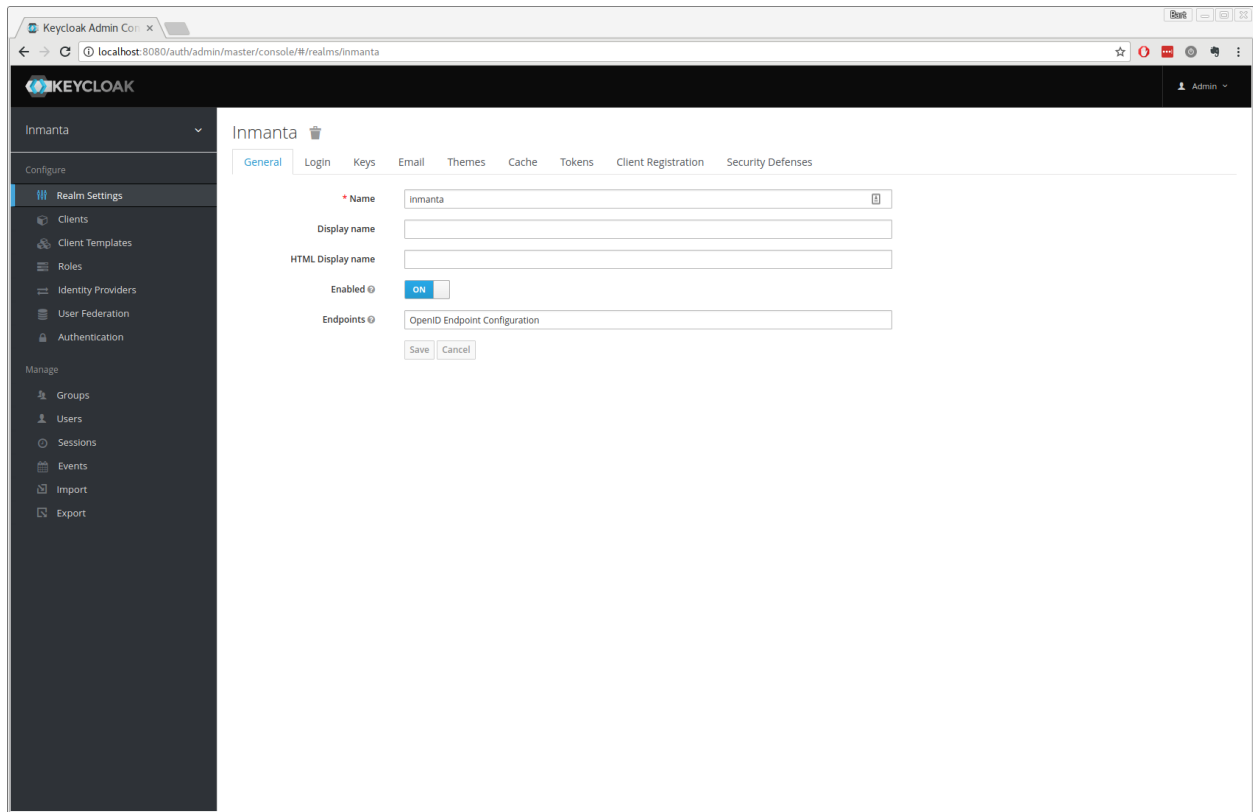 Bart
Keycloak Admin Con
localhost:8080/auth/admin/master/console/#/realms/inmanta
KEYCLOAK
Admin
Inmanta
Configure
Realm Settings
Clients
Client Templates
Roles
Identity Providers
User Federation
Authentication
Manage
Groups
Users
Sessions
Events
Import
Export
Inmanta
General Login Keys Email Themes Cache Tokens Client Registration Security Defenses
* Name inmanta
Display name
HTML Display name
Enabled ON
Endpoints OpenID Endpoint Configuration
Save Cancel